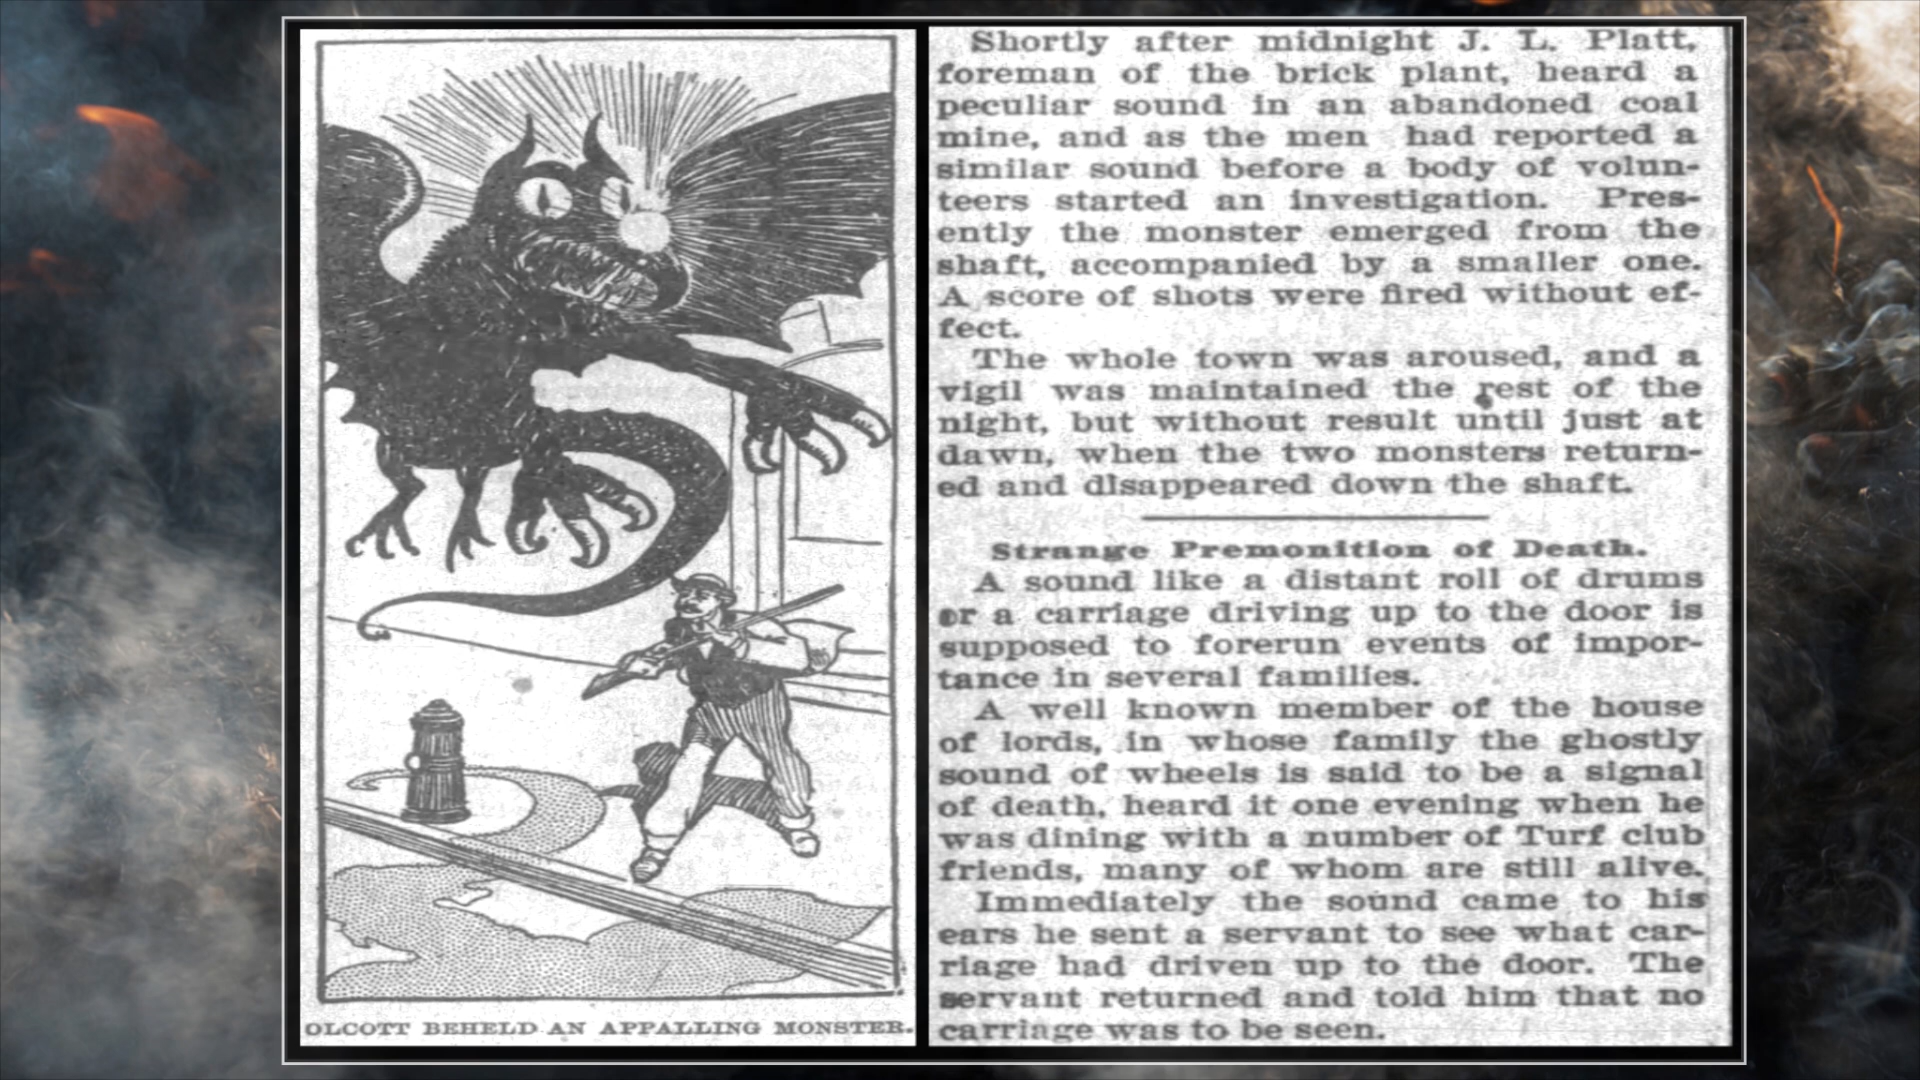 OLCOTT BEHELD AN APPALLING MONSTER.
Shortly after midnight J. L. Platt,
foreman of the brick plant, heard a
peculiar sound in an abandoned coal
mine, and as the men had reported a
similar sound before a body of volun-
teers started an investigation. Pres-
ently the monster emerged from the
shaft, accompanied by a smaller one.
A score of shots were fired without ef-
fect.
The whole town was aroused, and a
vigil was maintained the rest of the
night, but without result until just at
dawn, when the two monsters return-
ed and disappeared down the shaft.
Strange Premonition of Death.
A sound like a distant roll of drums
or a carriage driving up to the door is
supposed to forerun events of impor-
tance in several families.
A well known member of the house
of lords, in whose family the ghostly
sound of wheels is said to be a signal
of death, heard it one evening when he
was dining with a number of Turf club
friends, many of whom are still alive.
Immediately the sound came to his
ears he sent a servant to see what car-
riage had driven up to the door. The
servant returned and told him that no
carriage was to be seen.